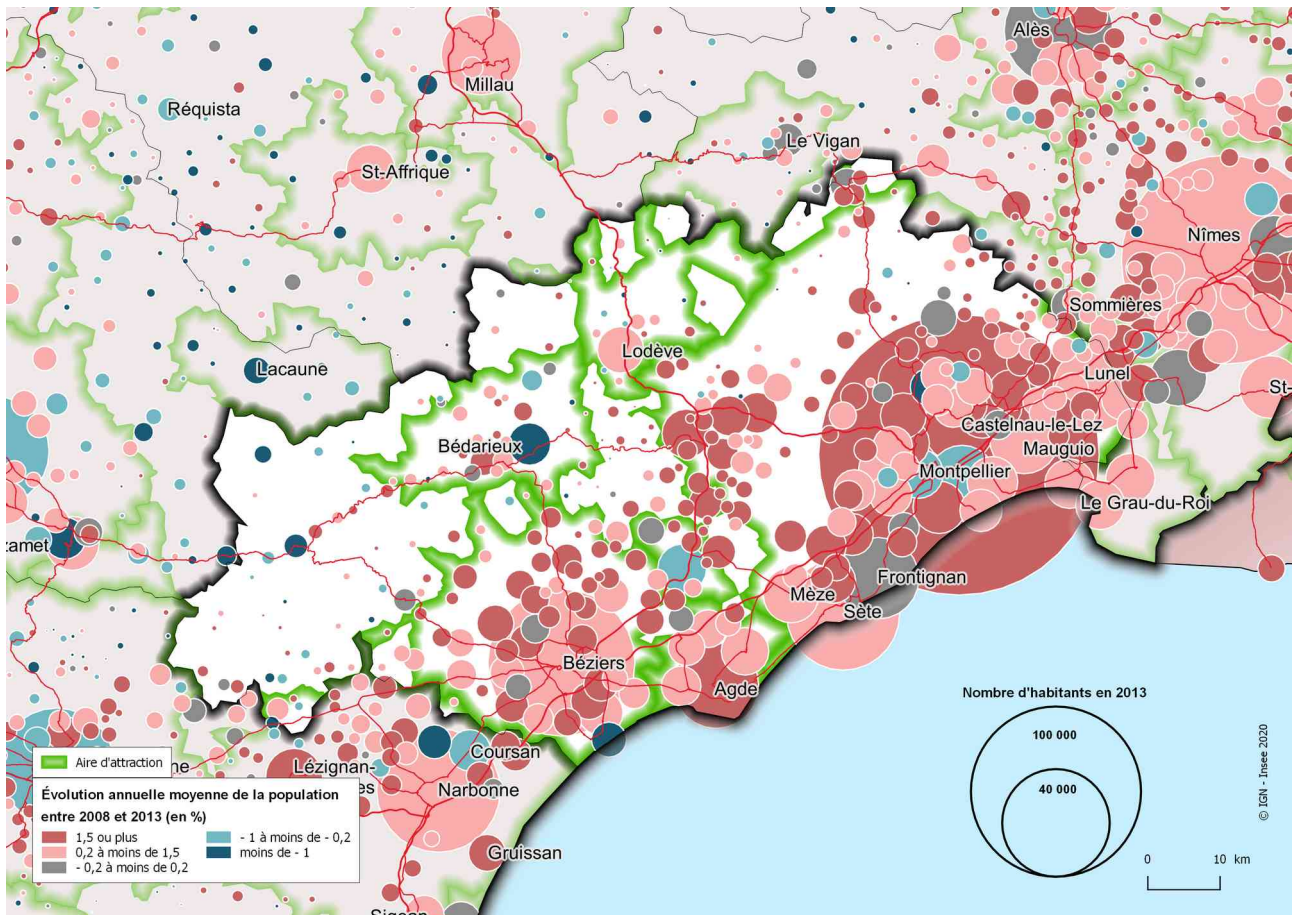 Alès
Millau
Réquista
Le Vigan
St-Affrique
Nîmes
Sommières
Lodève
Lacaune
Lunel
St-
Castelnau-le-Lez
Bédarieux
Mauguio
Montpellier
Le Grau-du-Roi
zamet
Frontignan
Mèze
Sète
Béziers
Agde
Coursan
ne
Lézignan-
es
Narbonne
Gruissan
Sigean
Aire d'attraction
Évolution annuelle moyenne de la population
entre 2008 et 2013 (en %)
1,5 ou plus
0,2 à moins de 1,5
- 0,2 à moins de 0,2
- 1 à moins de - 0,2
moins de - 1
Nombre d'habitants en 2013
100 000
40 000
0 10 km
© IGN - Insee 2020